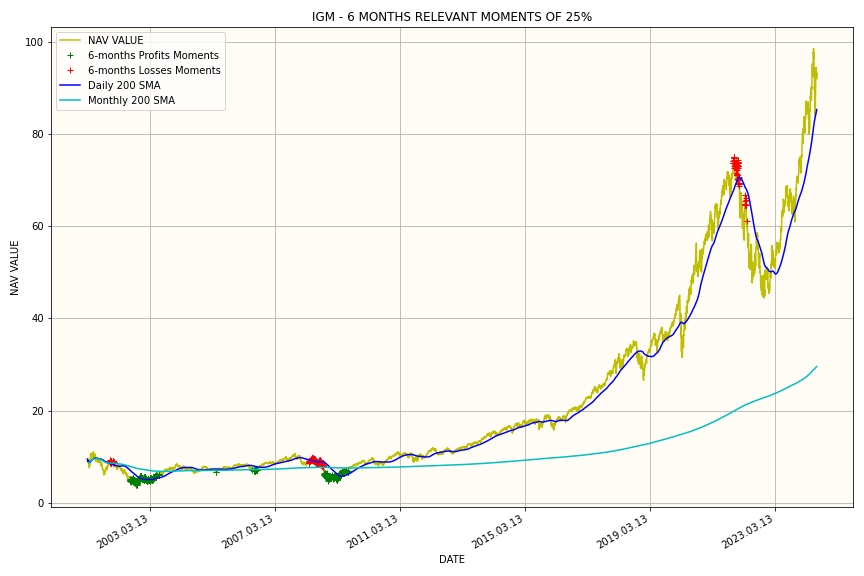 IGM - 6 MONTHS RELEVANT MOMENTS OF 25%
NAV VALUE
6-months Profits Moments
6-months Losses Moments
Daily 200 SMA
Monthly 200 SMA
100
80
60
40
20
0
NAV VALUE
2003.03.13
2007.03.13
2011.03.13
2015.03.13
2019.03.13
2023.03.13
DATE